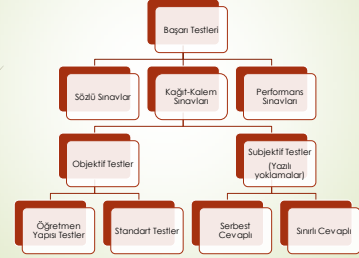 Başarı Testleri
Sözlü Sınavlar
Kağıt-Kalem
Sınavları
Performans
Sınavları
Objektif Testler
Subjektif Testler
(Yazılı
yoklamalar)
Öğretmen
Yapısı Testler
Standart Testler
Serbest
Cevaplı
Sınırlı Cevaplı